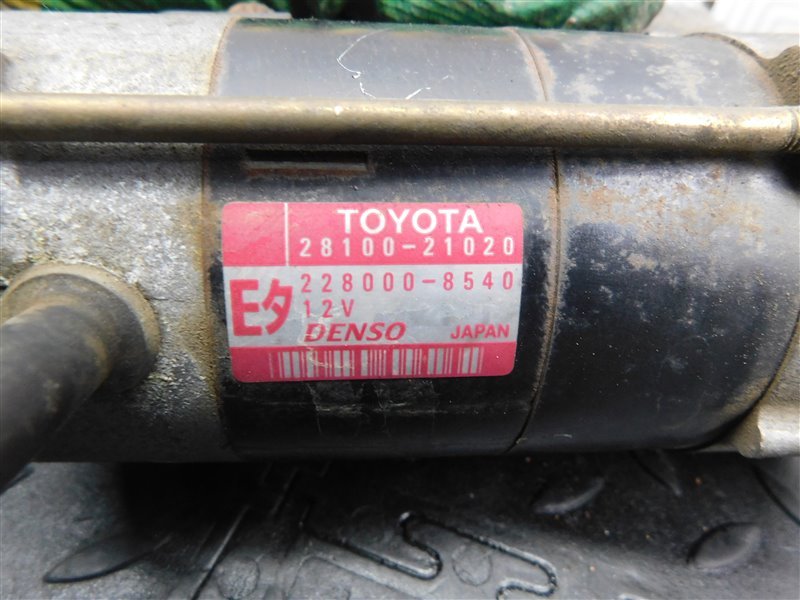 TOYOTA
28100-21020
228000-8540
Eタ
12V
DENSO JAPAN